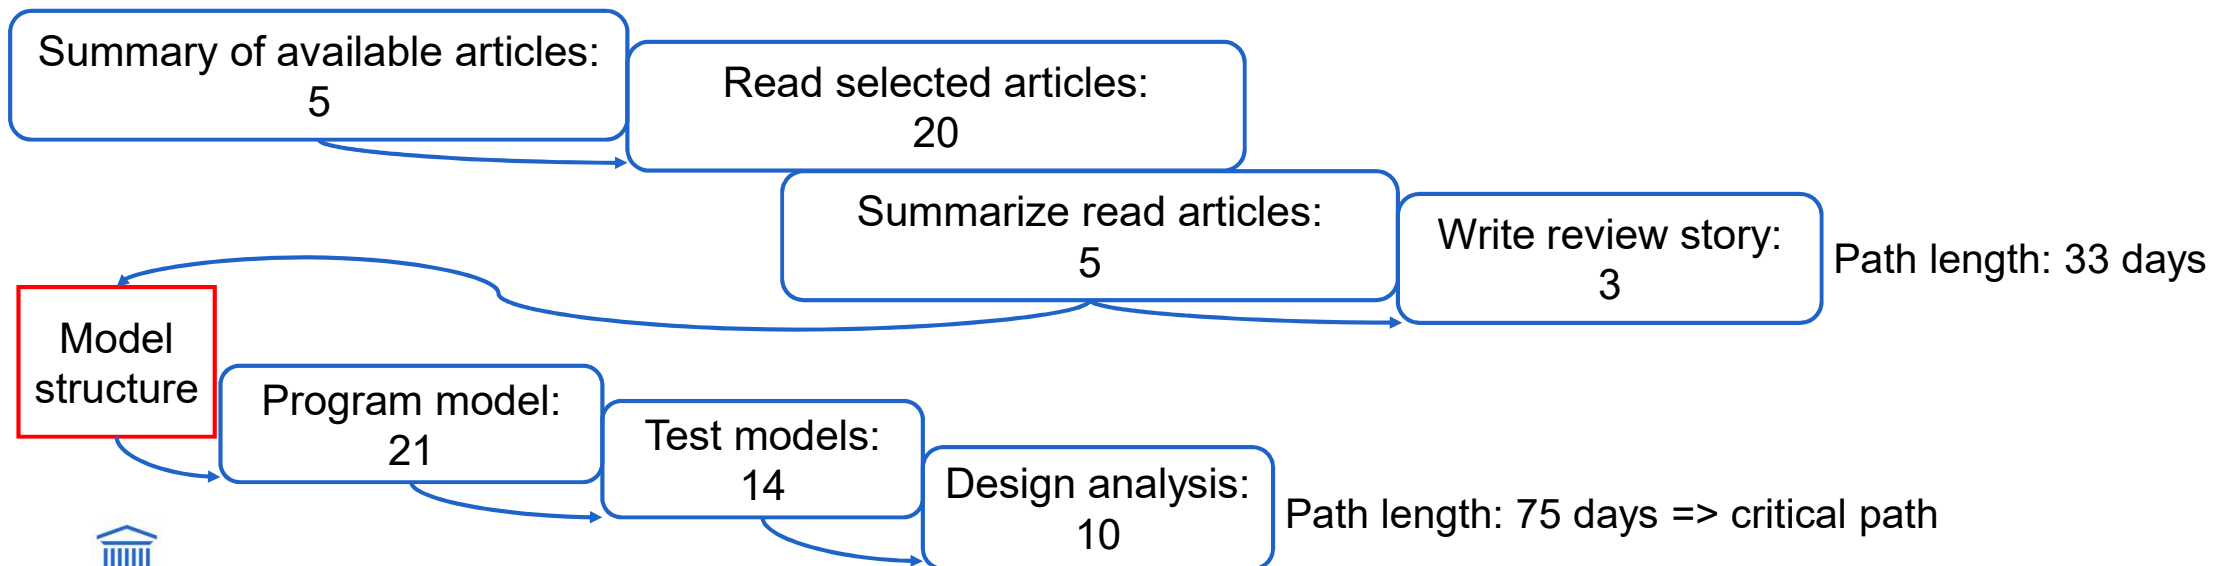 Summary of available articles:
5
Read selected articles:
20
Summarize read articles:
5
Write review story:
3
Path length: 33 days
Model
structure
Program model:
21
Test models:
14
Design analysis:
10
Path length: 75 days => critical path